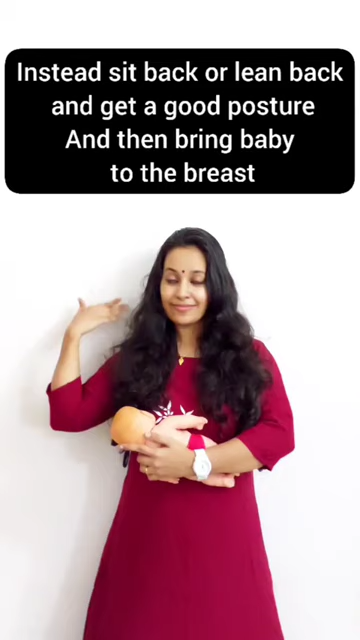 Instead sit back or lean back
and get a good posture
And then bring baby
to the breast